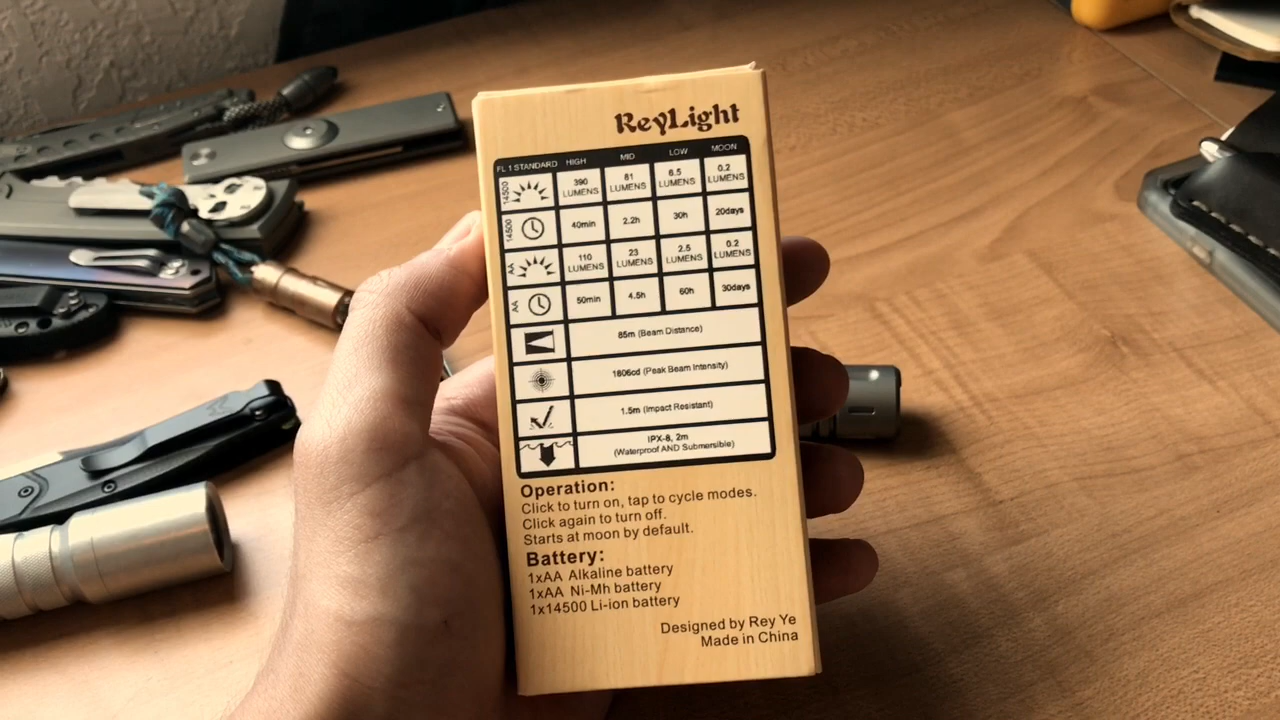 ReyLight
FL 1 STANDARD HIGH MID LOW MOON
14500 390 LUMENS 81 LUMENS 6.5 LUMENS 0.2 LUMENS
14500 40min 2.2h 30h 20days
AA 110 LUMENS 23 LUMENS 2.5 LUMENS 0.2 LUMENS
AA 50min 4.5h 60h 30days
85m (Beam Distance)
1806cd (Peak Beam Intensity)
1.5m (Impact Resistant)
IPX-8, 2m
(Waterproof AND Submersible)
Operation:
Click to turn on, tap to cycle modes.
Click again to turn off.
Starts at moon by default.
Battery:
1xAA Alkaline battery
1xAA Ni-Mh battery
1x14500 Li-ion battery
Designed by Rey Ye
Made in China